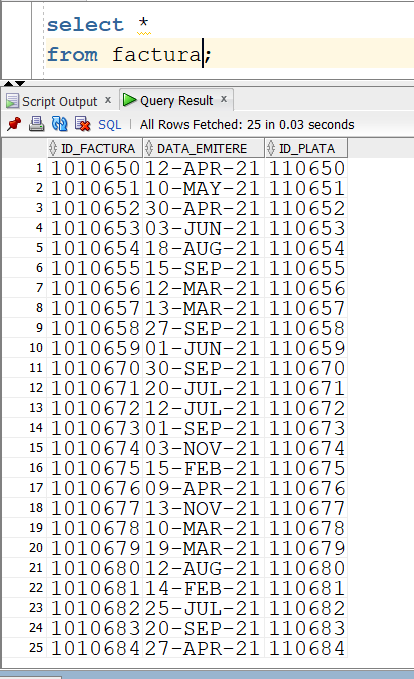 select *
from factura;
Script Output x Query Result x
SQL | All Rows Fetched: 25 in 0.03 seconds
ID_FACTURA DATA_EMITERE ID_PLATA
1 1010650 12-APR-21 110650
2 1010651 10-MAY-21 110651
3 1010652 30-APR-21 110652
4 1010653 03-JUN-21 110653
5 1010654 18-AUG-21 110654
6 1010655 15-SEP-21 110655
7 1010656 12-MAR-21 110656
8 1010657 13-MAR-21 110657
9 1010658 27-SEP-21 110658
10 1010659 01-JUN-21 110659
11 1010670 30-SEP-21 110670
12 1010671 20-JUL-21 110671
13 1010672 12-JUL-21 110672
14 1010673 01-SEP-21 110673
15 1010674 03-NOV-21 110674
16 1010675 15-FEB-21 110675
17 1010676 09-APR-21 110676
18 1010677 13-NOV-21 110677
19 1010678 10-MAR-21 110678
20 1010679 19-MAR-21 110679
21 1010680 12-AUG-21 110680
22 1010681 14-FEB-21 110681
23 1010682 25-JUL-21 110682
24 1010683 20-SEP-21 110683
25 1010684 27-APR-21 110684